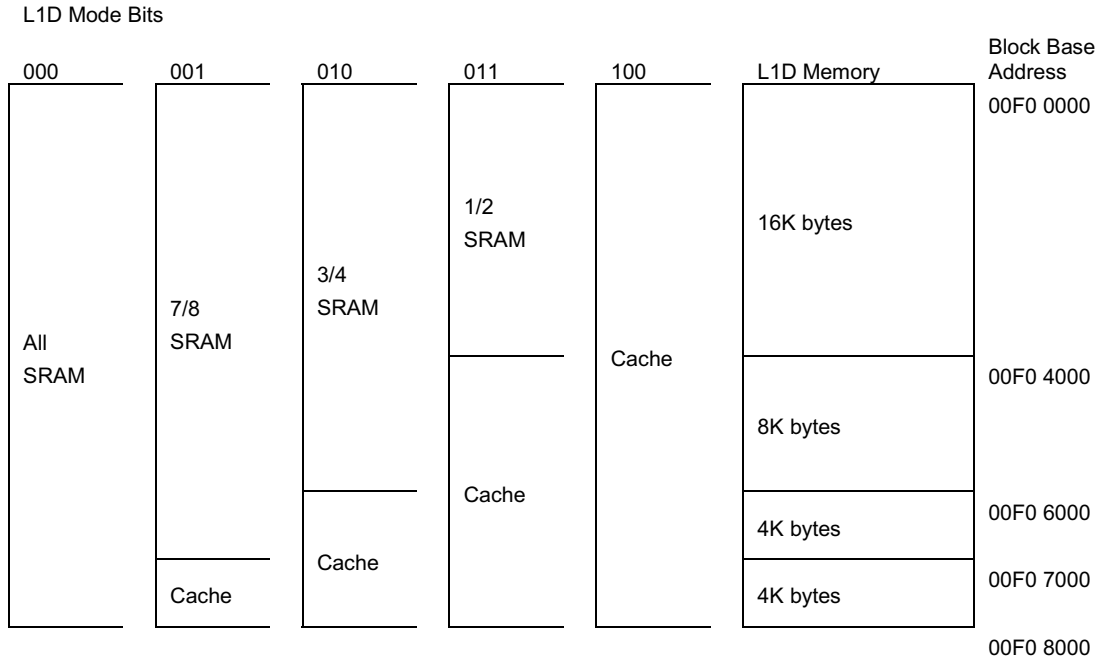 L1D Mode Bits
Block Base
000 001 010 011 100 L1D Memory Address
00F0 0000
1/2
SRAM
16K bytes
3/4
SRAM
7/8
SRAM
All
SRAM
Cache
00F0 4000
8K bytes
Cache
00F0 6000
4K bytes
Cache
00F0 7000
Cache
4K bytes
00F0 8000